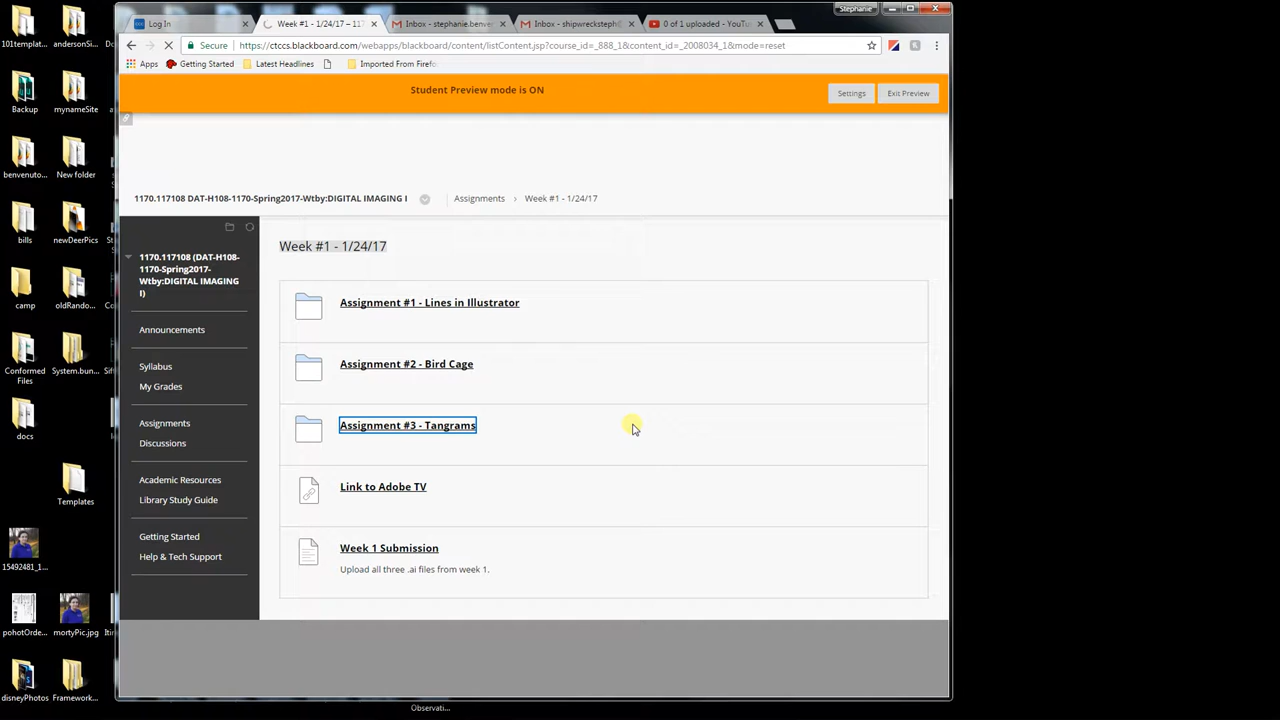 Stephanie
Log In
Week #1 - 1/24/17 – 117
Inbox - stephanie.benve
Inbox - shipwrecksteph@
0 of 1 uploaded - YouTu
Secure https://ctccs.blackboard.com/webapps/blackboard/content/listContent.jsp?course_id=_888_1&content_id=_2008034_1&mode=reset
Apps Getting Started Latest Headlines Imported From Firefo
Student Preview mode is ON
Settings Exit Preview
1170.117108 DAT-H108-1170-Spring2017-Wtby:DIGITAL IMAGING I
Assignments > Week #1 - 1/24/17
1170.117108 (DAT-H108-
1170-Spring2017-
Wtby:DIGITAL IMAGING
I)
Announcements
Syllabus
My Grades
Assignments
Discussions
Academic Resources
Library Study Guide
Getting Started
Help & Tech Support
Week #1 - 1/24/17
Assignment #1 - Lines in Illustrator
Assignment #2 - Bird Cage
Assignment #3 - Tangrams
Link to Adobe TV
Week 1 Submission
Upload all three .ai files from week 1.
101templat...
andersonSi...
Backup
mynameSite
benvenuto...
New folder
bills
newDeerPics
camp
oldRando...
Conformed
Files
System.bun...
docs
Templates
15492481_1...
pohotOrde...
mortyPic.jpg
disneyPhotos
Framework...
Observati...